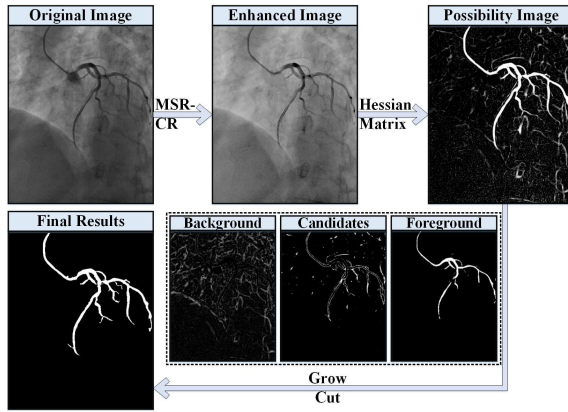 Original Image
Enhanced Image
Possibility Image
MSR-
CR
Hessian
Matrix
Final Results
Background
Candidates
Foreground
Grow
Cut